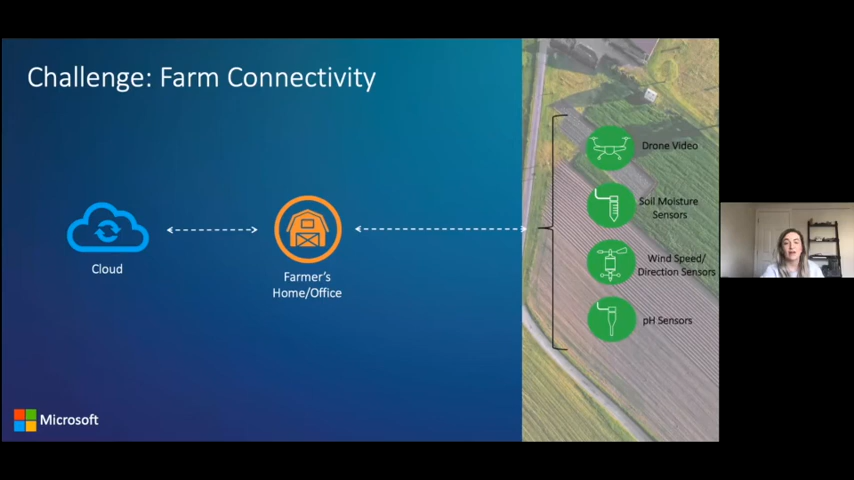 Challenge: Farm Connectivity
Cloud
Farmer's
Home/Office
Drone Video
Soil Moisture
Sensors
Wind Speed/
Direction Sensors
pH Sensors
Microsoft